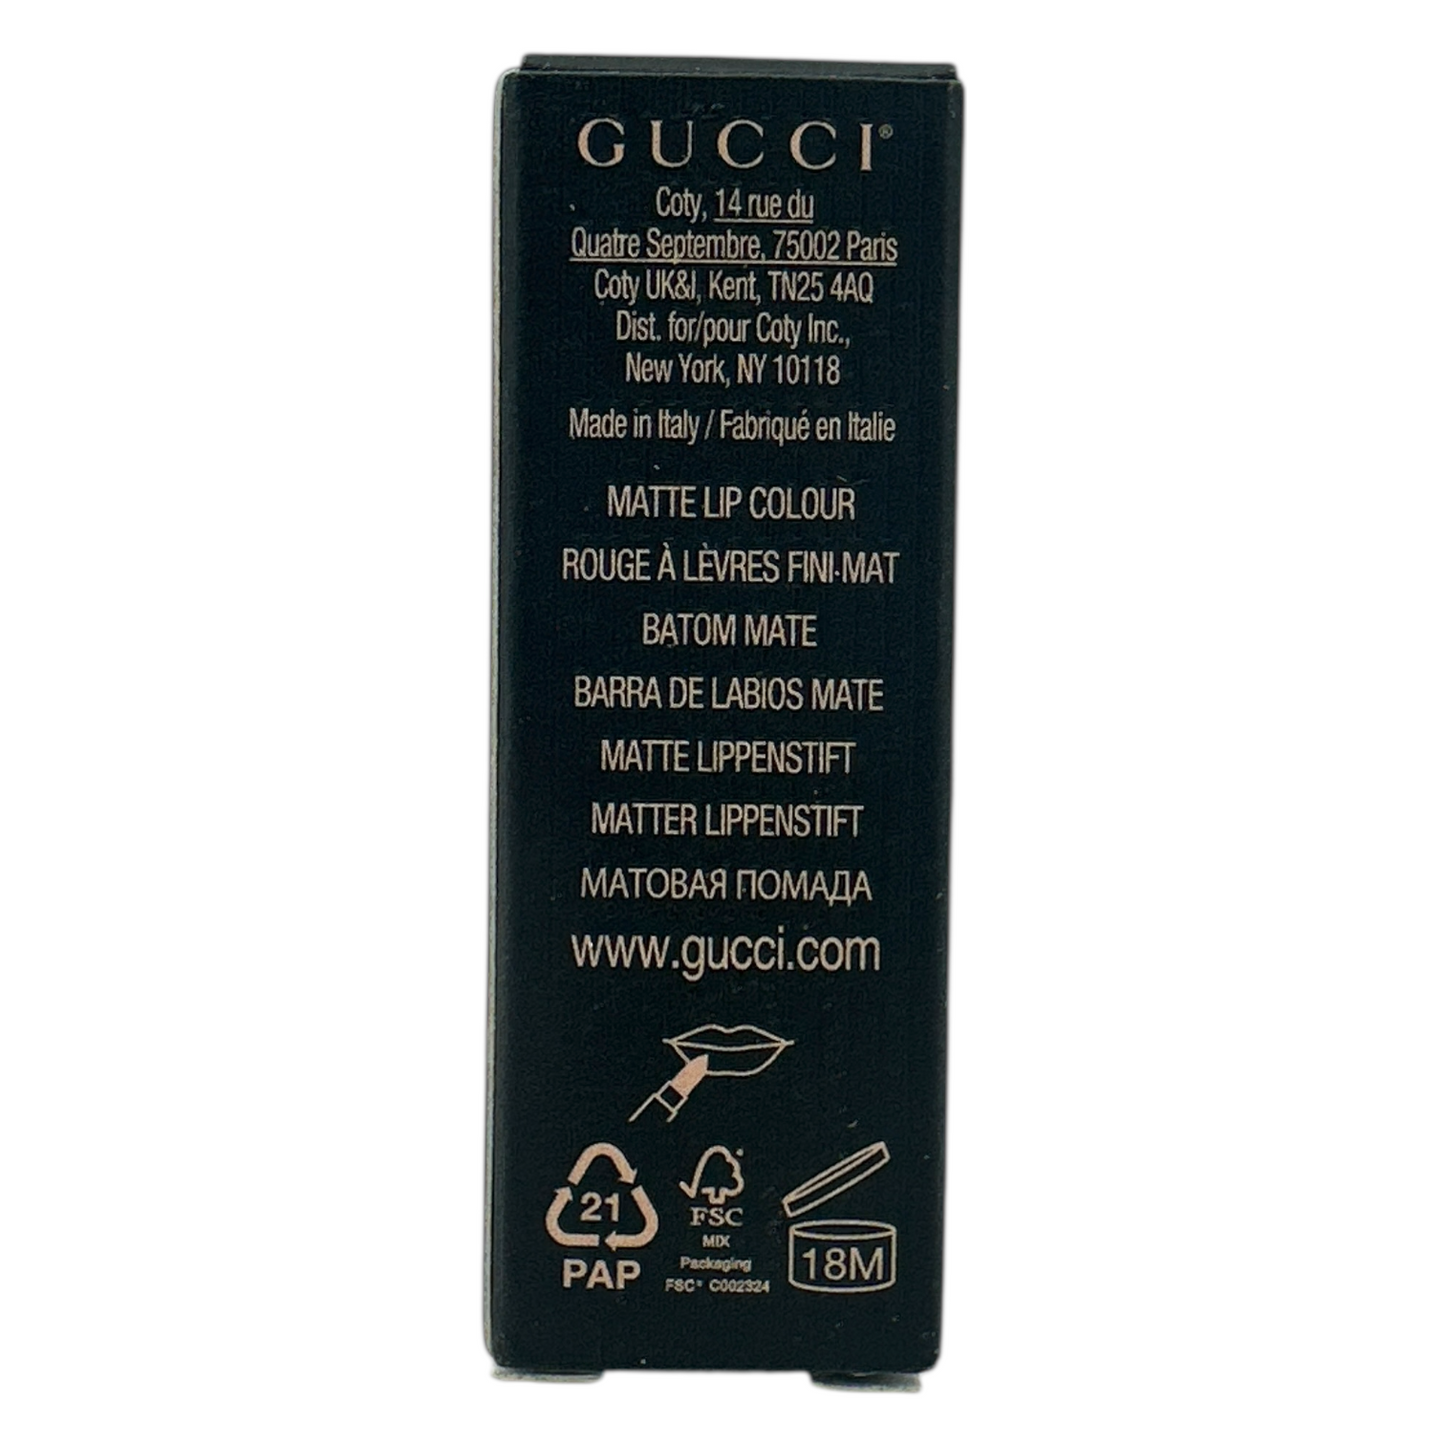 GUCCI®
Coty, 14 rue du
Quatre Septembre, 75002 Paris
Coty UK&I, Kent, TN25 4AQ
Dist. for/pour Coty Inc.,
New York, NY 10118
Made in Italy / Fabriqué en Italie
MATTE LIP COLOUR
ROUGE À LÈVRES FINI-MAT
BATOM MATE
BARRA DE LABIOS MATE
MATTE LIPPENSTIFT
MATTER LIPPENSTIFT
МАТОВАЯ ПОМАДА
www.gucci.com
21
PAP
FSC
MIX
Packaging
FSC® C002324
18M